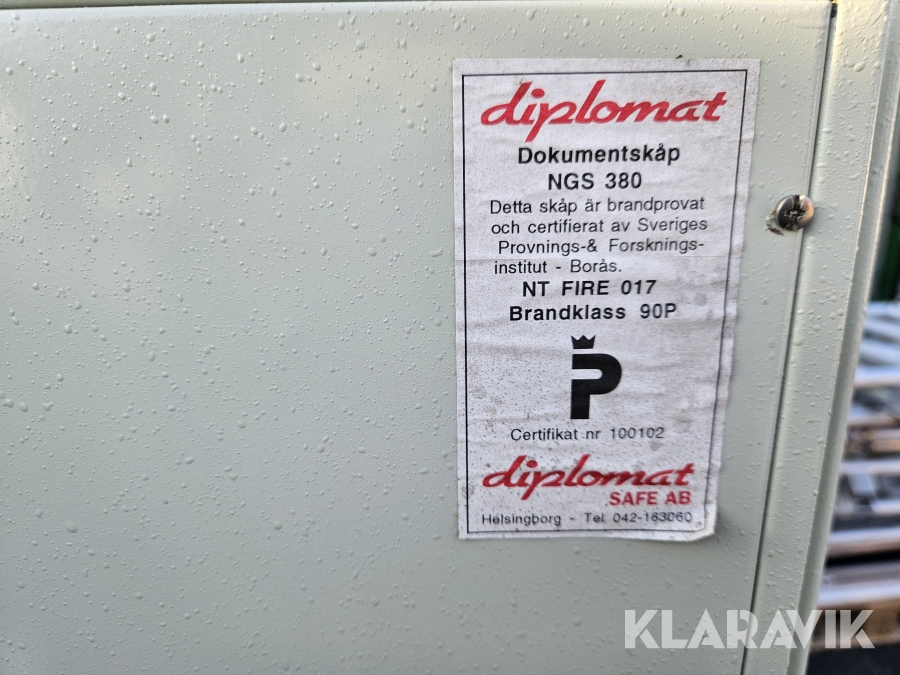 diplomat
Dokumentskåp
NGS 380
Detta skåp är brandprovat
och certifierat av Sveriges
Provnings-& Forsknings-
institut - Borås.
NT FIRE 017
Brandklass 90P
P
Certifikat nr 100102
diplomat
SAFE AB
Helsingborg - Tel 042-163060
KLARAVIK